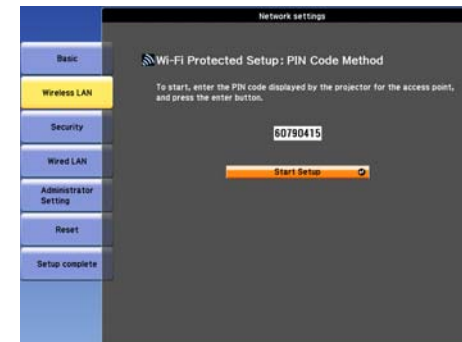 Network settings
Basic
Wireless LAN
Security
Wired LAN
Administrator
Setting
Reset
Setup complete
Wi-Fi Protected Setup: PIN Code Method
To start, enter the PIN code displayed by the projector for the access point,
and press the enter button.
60790415
Start Setup